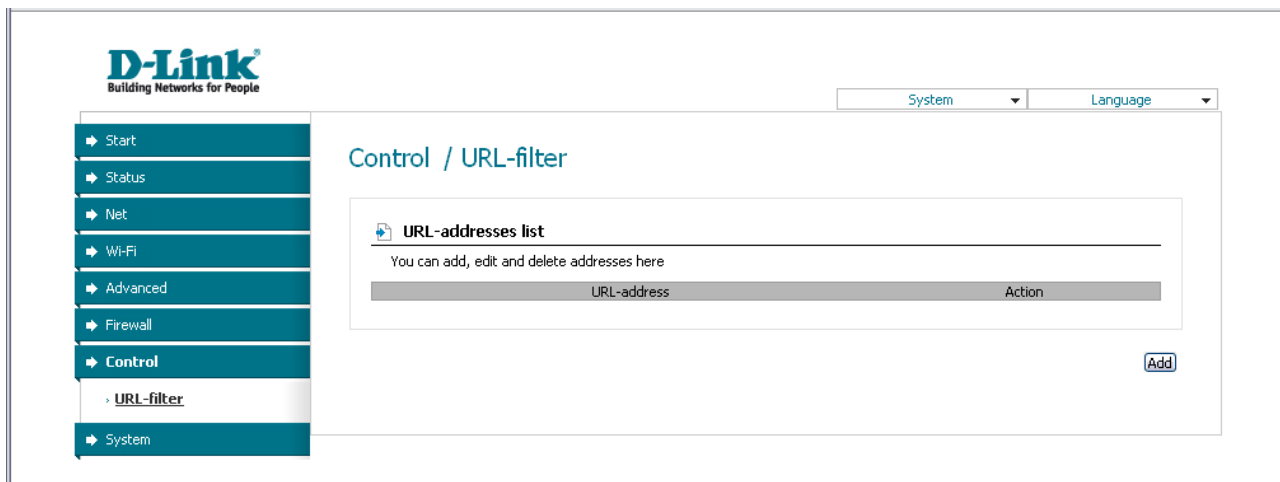 D-Link
Building Networks for People
System Language
Start
Status
Net
Wi-Fi
Advanced
Firewall
Control
URL-filter
System
Control / URL-filter
URL-addresses list
You can add, edit and delete addresses here
URL-address Action
Add